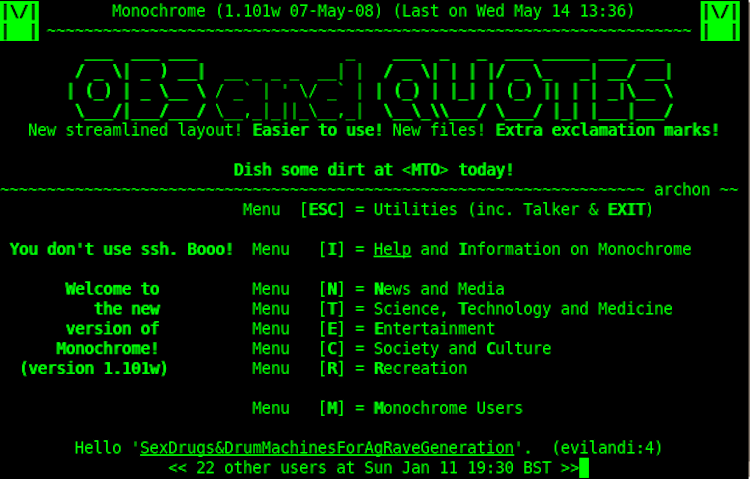 Monochrome (1.101w 07-May-08) (Last on Wed May 14 13:36)
OBS and QUOTES
New streamlined layout! Easier to use! New files! Extra exclamation marks!
Dish some dirt at <MTO> today!
archon
Menu [ESC] = Utilities (inc. Talker & EXIT)
You don't use ssh. Booo! Menu [I] = Help and Information on Monochrome
Welcome to Menu [N] = News and Media
the new Menu [T] = Science, Technology and Medicine
version of Menu [E] = Entertainment
Monochrome! Menu [C] = Society and Culture
(version 1.101w) Menu [R] = Recreation
Menu [M] = Monochrome Users
Hello 'SexDrugs&DrumMachinesForAgRaveGeneration'. (evilandi:4)
<< 22 other users at Sun Jan 11 19:30 BST >>